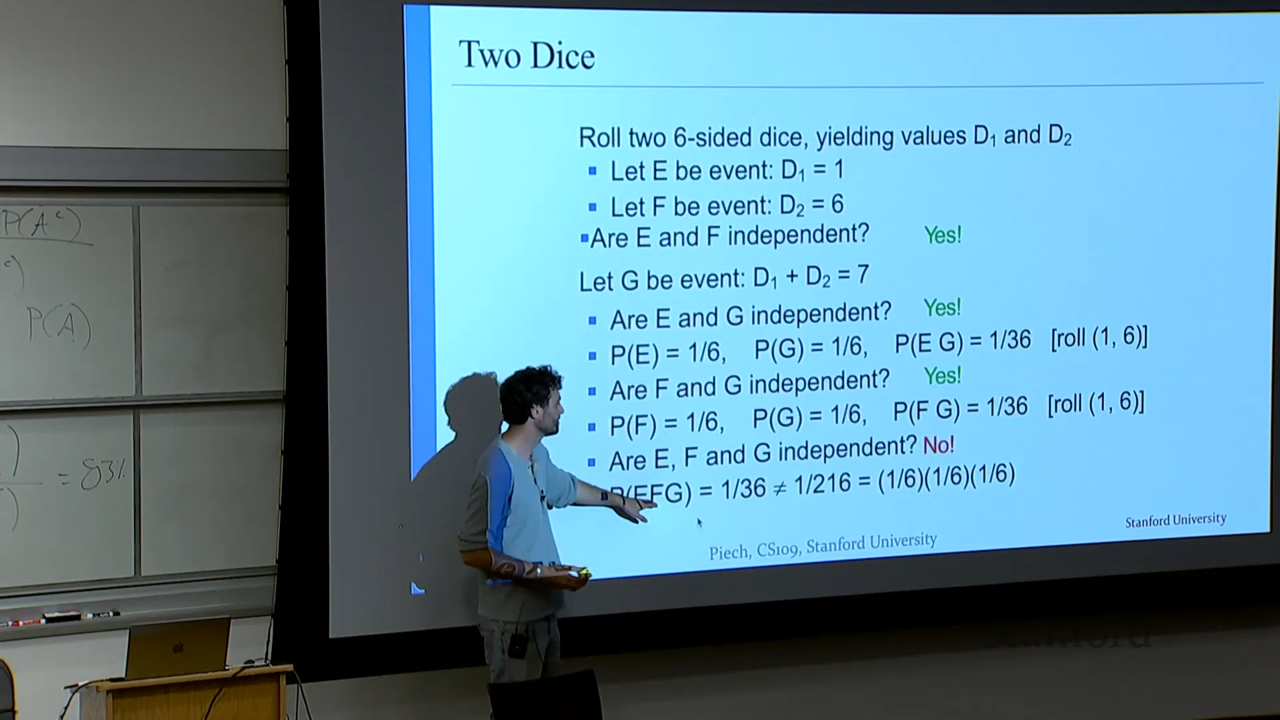 Two Dice
Roll two 6-sided dice, yielding values D₁ and D₂
▪ Let E be event: D₁ = 1
▪ Let F be event: D₂ = 6
▪Are E and F independent? Yes!
Let G be event: D₁ + D₂ = 7
▪ Are E and G independent? Yes!
▪ P(E) = 1/6, P(G) = 1/6, P(E G) = 1/36 [roll (1, 6)]
▪ Are F and G independent? Yes!
▪ P(F) = 1/6, P(G) = 1/6, P(F G) = 1/36 [roll (1, 6)]
▪ Are E, F and G independent? No!
P(EFG) = 1/36 ≠ 1/216 = (1/6)(1/6)(1/6)
Stanford University
Piech, CS109, Stanford University
P(Aᶜ)
P(A)
= 83%